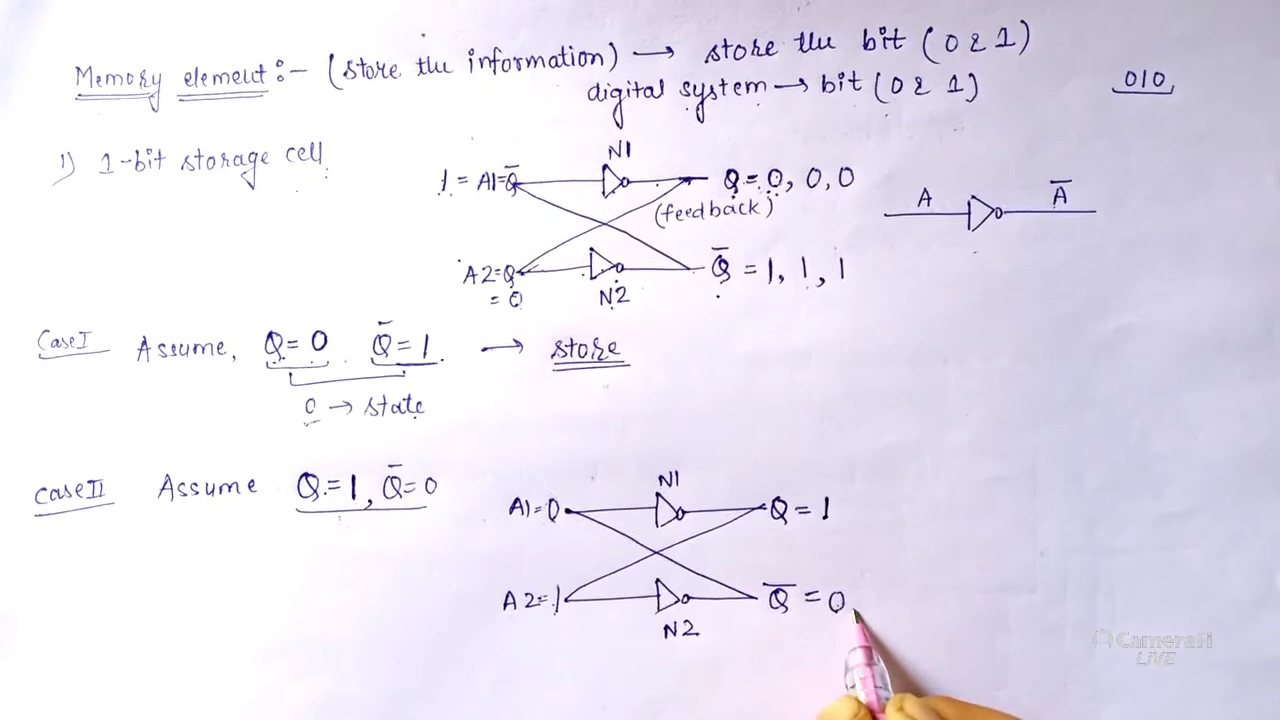 Memory element:- (store the information) → store the bit (0 & 1)
digital system → bit (0 & 1)
010
1) 1-bit storage cell
N1
1 = A1=Q̅
Q = 0, 0, 0
(feedback)
A
A̅
A2=Q
= 0
N2
Q̅ = 1, 1, 1
Case I Assume, Q = 0 Q̅ = 1 → store
0 → state
Case II Assume Q = 1, Q̅ = 0
N1
A1=0
Q = 1
A2=1
N2
Q̅ = 0
CameraFi
LIVE